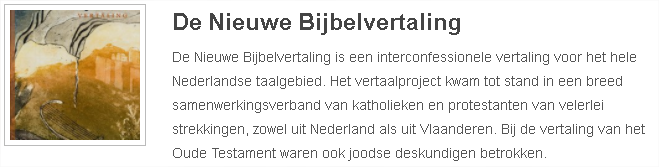 VERTALING
De Nieuwe Bijbelvertaling
De Nieuwe Bijbelvertaling is een interconfessionele vertaling voor het hele
Nederlandse taalgebied. Het vertaalproject kwam tot stand in een breed
samenwerkingsverband van katholieken en protestanten van velerlei
strekkingen, zowel uit Nederland als uit Vlaanderen. Bij de vertaling van het
Oude Testament waren ook joodse deskundigen betrokken.